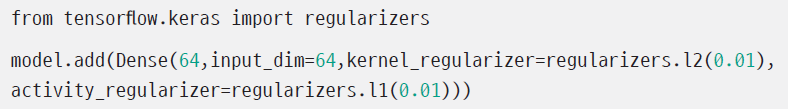 from tensorflow.keras import regularizers
model.add(Dense(64,input_dim=64,kernel_regularizer=regularizers.l2(0.01),
activity_regularizer=regularizers.l1(0.01)))